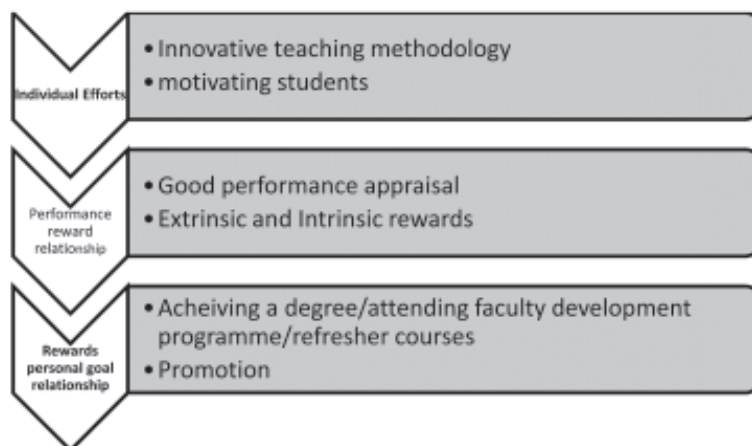 Individual Efforts
• Innovative teaching methodology
• motivating students
Performance
reward
relationship
• Good performance appraisal
• Extrinsic and Intrinsic rewards
Rewards
personal goal
relationship
• Acheiving a degree/attending faculty development
programme/refresher courses
• Promotion